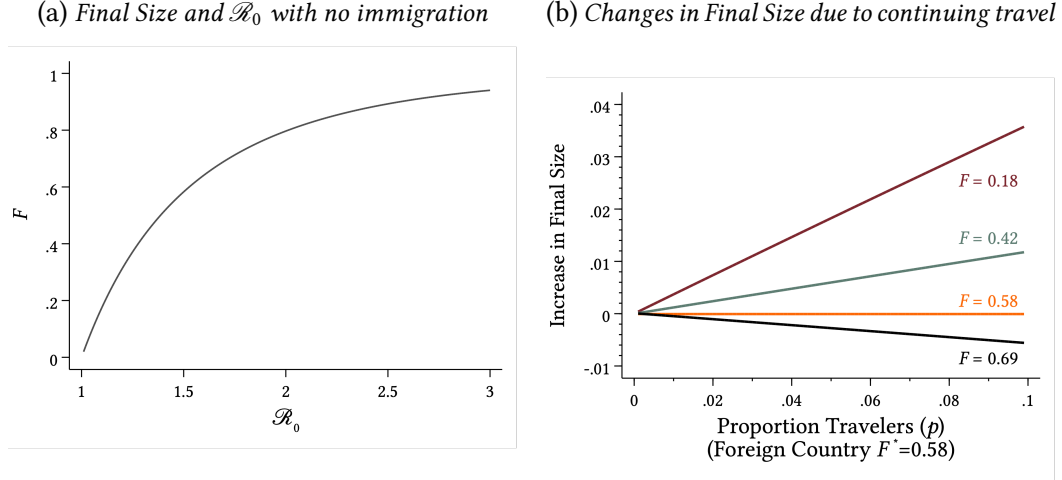 (a) Final Size and ℛ₀ with no immigration
1
.8
.6
.4
.2
0
F
1
1.5
2
2.5
3
ℛ₀
(b) Changes in Final Size due to continuing travel
.04
.03
.02
.01
0
-.01
Increase in Final Size
F = 0.18
F = 0.42
F = 0.58
F = 0.69
0
.02
.04
.06
.08
.1
Proportion Travelers (p)
(Foreign Country F*=0.58)